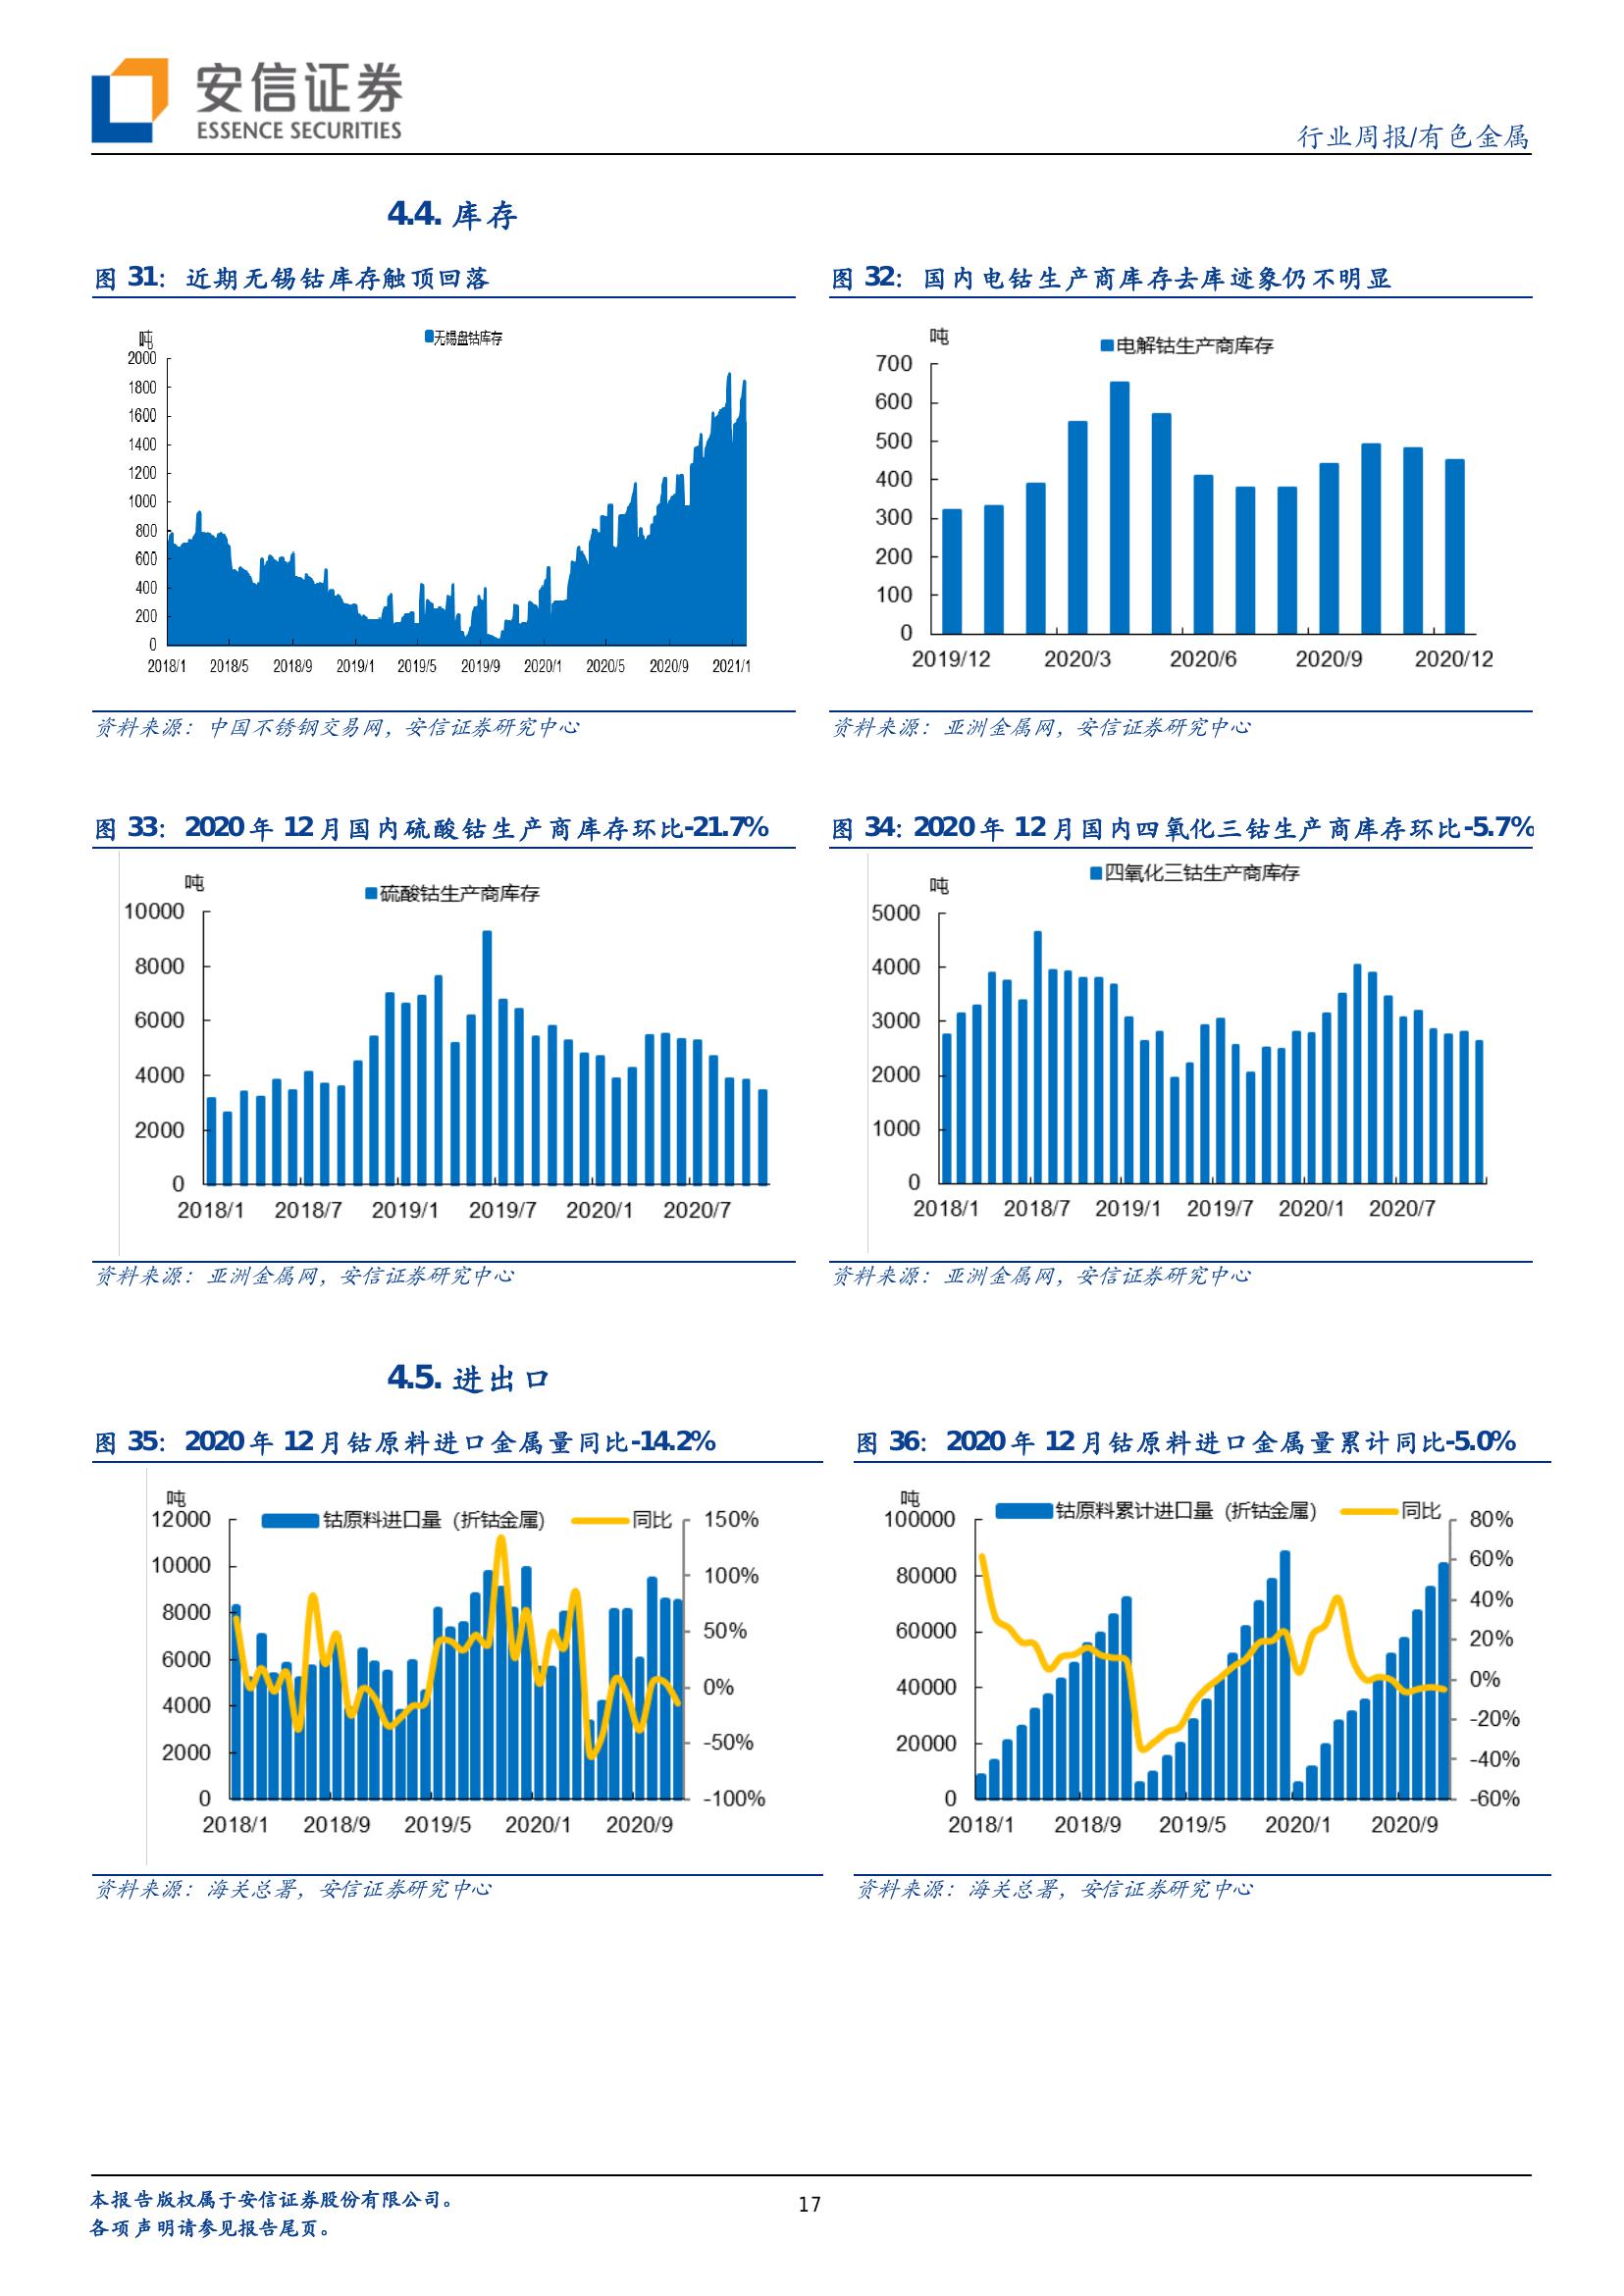 安信证券
ESSENCE SECURITIES
行业周报/有色金属
4.4. 库存
图 31：近期无锡钴库存触顶回落
吨
无锡盘钴库存
2000
1800
1600
1400
1200
1000
800
600
400
200
0
2018/1 2018/5 2018/9 2019/1 2019/5 2019/9 2020/1 2020/5 2020/9 2021/1
资料来源：中国不锈钢交易网，安信证券研究中心
图 32：国内电钴生产商库存去库迹象仍不明显
吨
电解钴生产商库存
700
600
500
400
300
200
100
0
2019/12 2020/3 2020/6 2020/9 2020/12
资料来源：亚洲金属网，安信证券研究中心
图 33：2020 年 12 月国内硫酸钴生产商库存环比-21.7%
吨
硫酸钴生产商库存
10000
8000
6000
4000
2000
0
2018/1 2018/7 2019/1 2019/7 2020/1 2020/7
资料来源：亚洲金属网，安信证券研究中心
图 34：2020 年 12 月国内四氧化三钴生产商库存环比-5.7%
四氧化三钴生产商库存
吨
5000
4000
3000
2000
1000
0
2018/1 2018/7 2019/1 2019/7 2020/1 2020/7
资料来源：亚洲金属网，安信证券研究中心
4.5. 进出口
图 35：2020 年 12 月钴原料进口金属量同比-14.2%
吨
钴原料进口量（折钴金属） 同比
12000 150%
10000 100%
8000 50%
6000 0%
4000 -50%
2000 -100%
0
2018/1 2018/9 2019/5 2020/1 2020/9
资料来源：海关总署，安信证券研究中心
图 36：2020 年 12 月钴原料进口金属量累计同比-5.0%
吨
钴原料累计进口量（折钴金属） 同比
100000 80%
80000 60%
60000 40%
40000 20%
20000 0%
0 -20%
-40%
-60%
2018/1 2018/9 2019/5 2020/1 2020/9
资料来源：海关总署，安信证券研究中心
本报告版权属于安信证券股份有限公司。
各项声明请参见报告尾页。
17